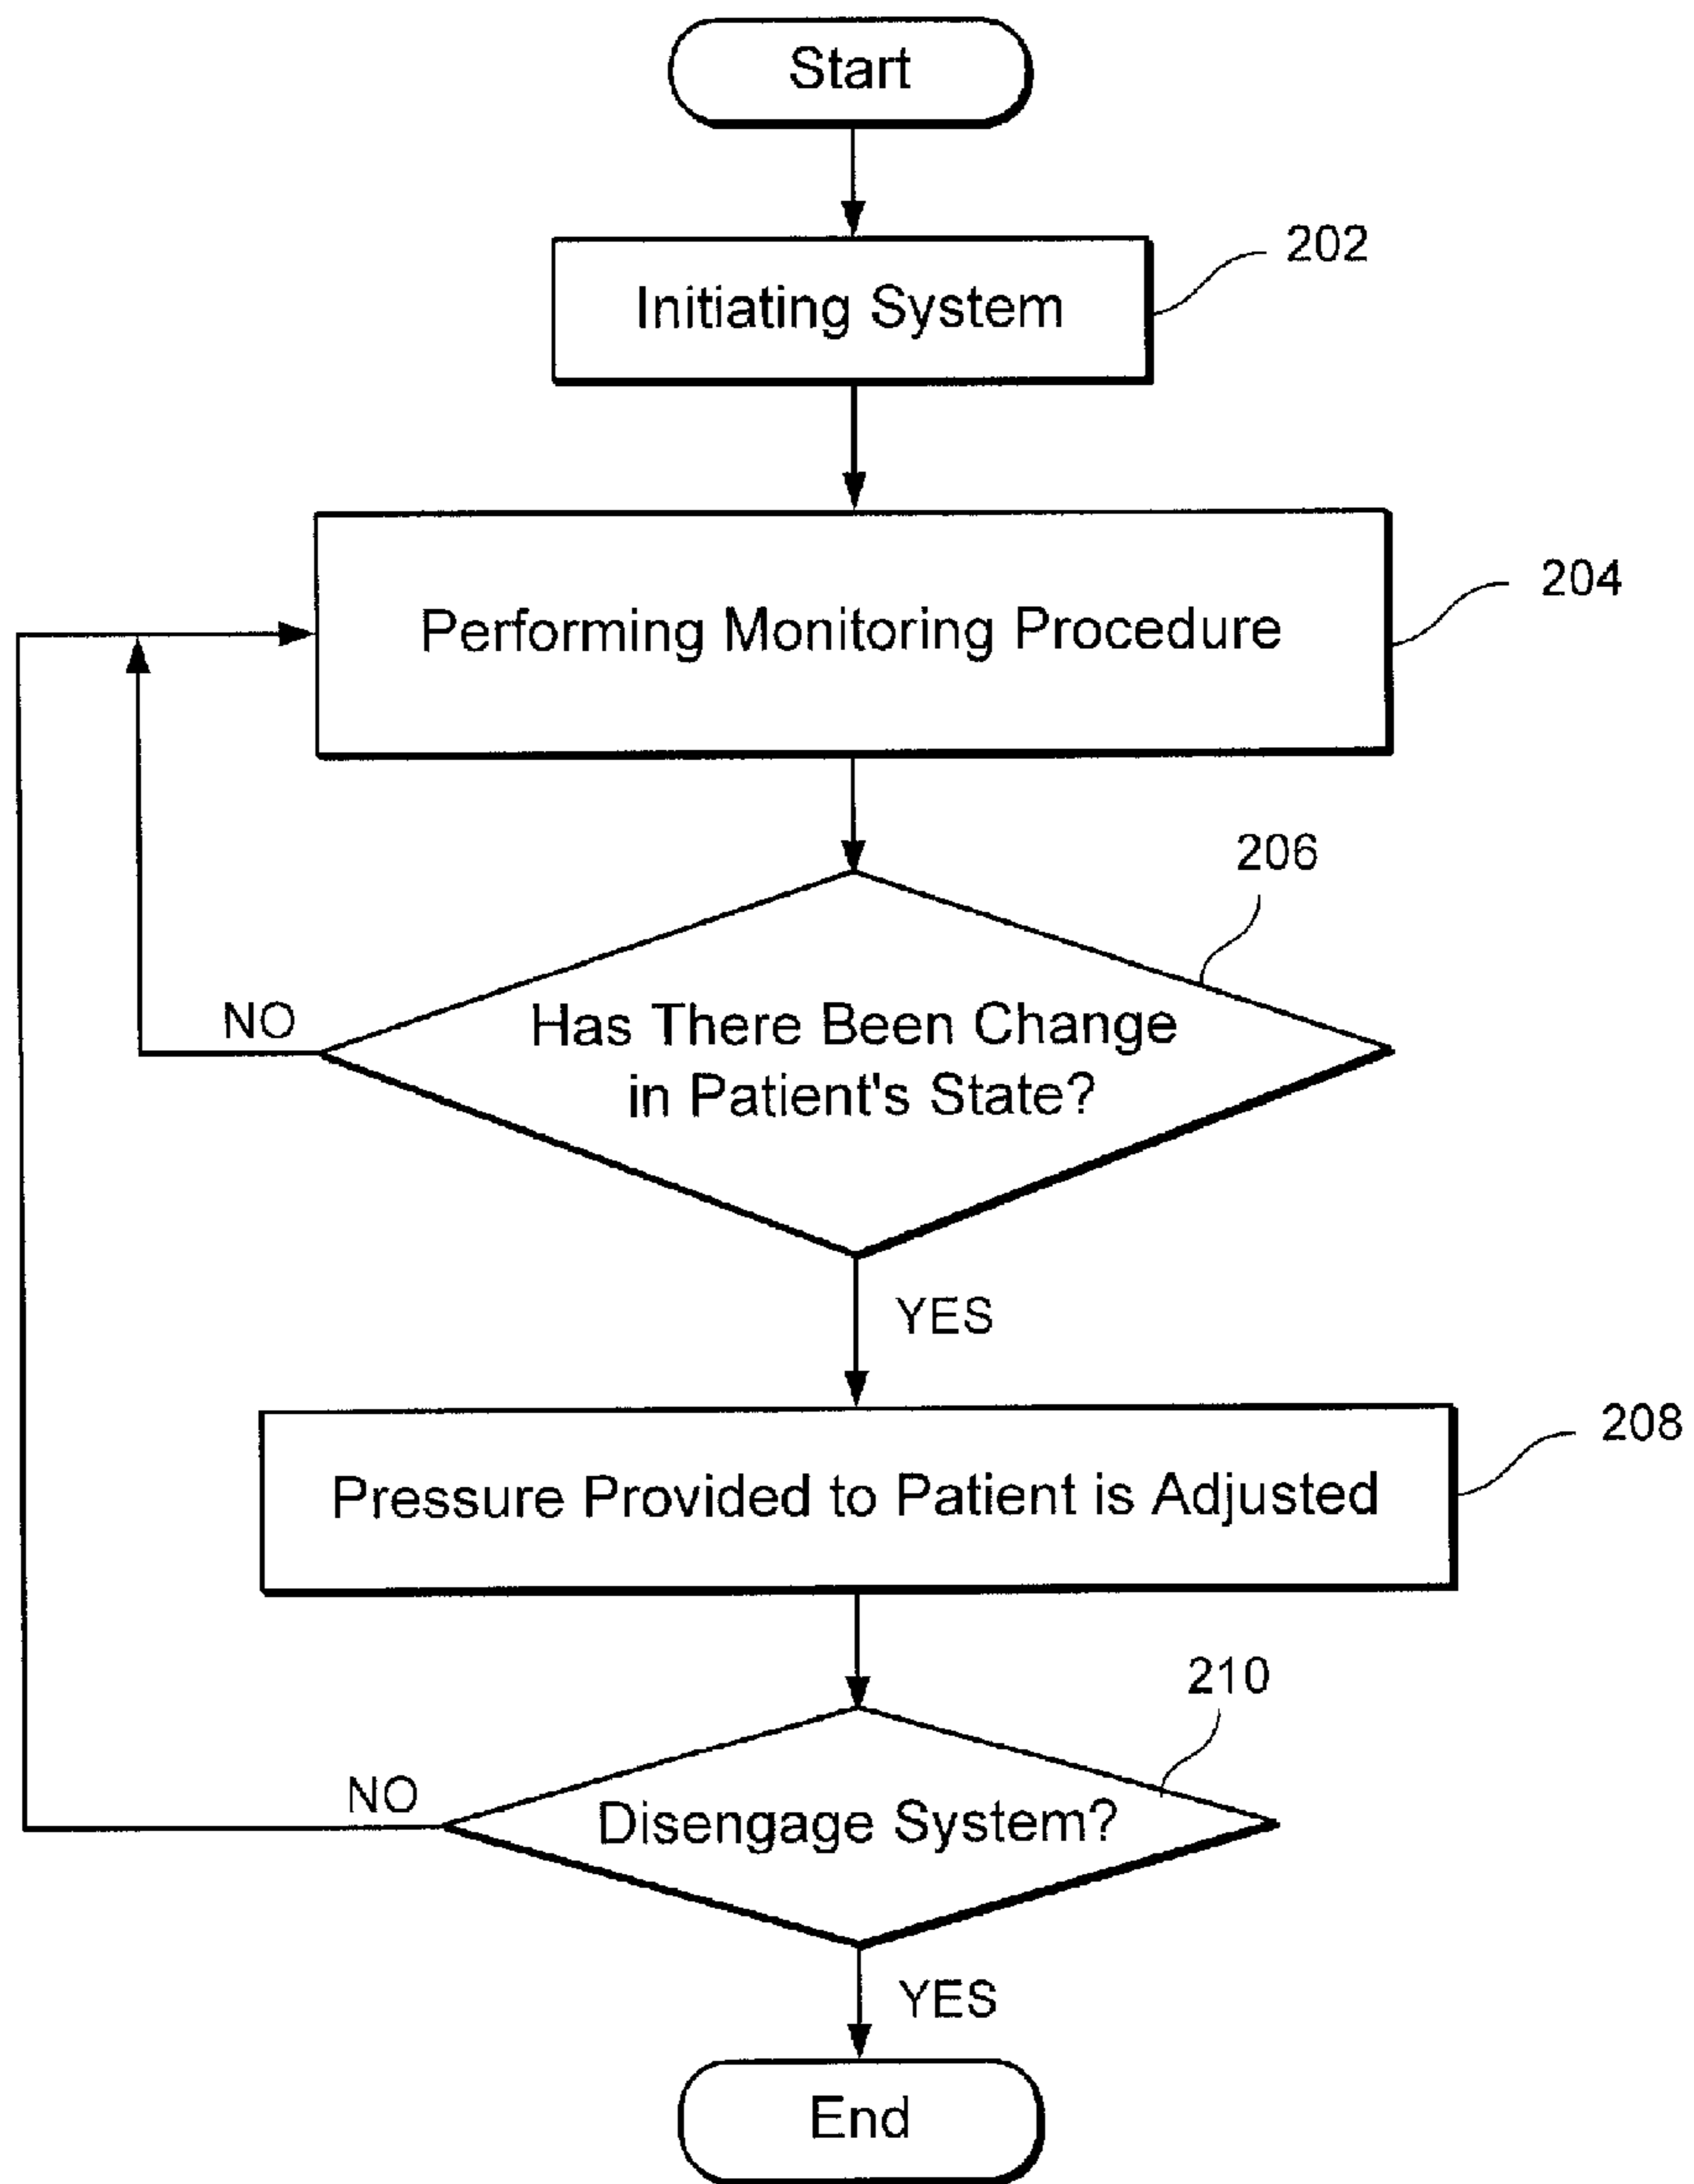 Start
Initiating System
202
Performing Monitoring Procedure
204
206
Has There Been Change
in Patient's State?
NO
YES
Pressure Provided to Patient is Adjusted
208
210
Disengage System?
NO
YES
End